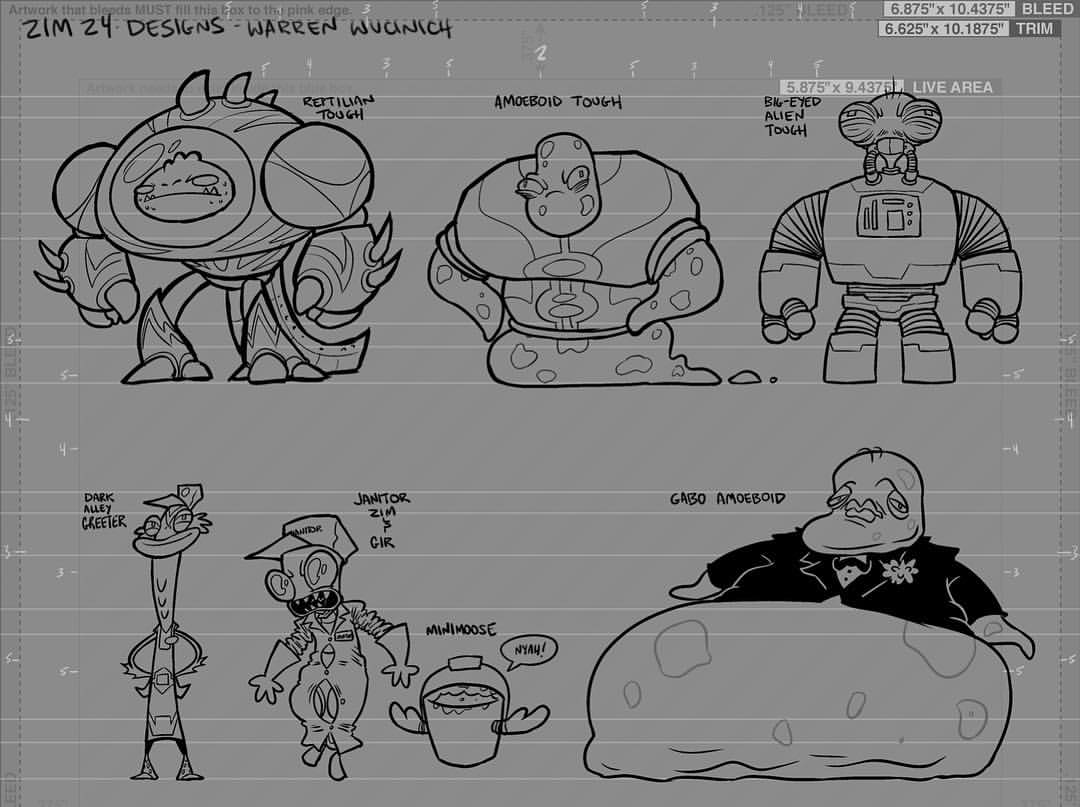 Artwork that bleeds MUST fill this box to the pink edge.
.125" BLEED
6.875" x 10.4375" BLEED
6.625" x 10.1875" TRIM
ZIM 24 DESIGNS - WARREN WUCINICH
5.875" x 9.4375" LIVE AREA
REPTILIAN
TOUGH
AMOEBOID TOUGH
BIG-EYED
ALIEN
TOUGH
DARK
ALLEY
GREETER
JANITOR
ZIM
&
GIR
JANITOR
MINIMOOSE
NYAH!
GABO AMOEBOID